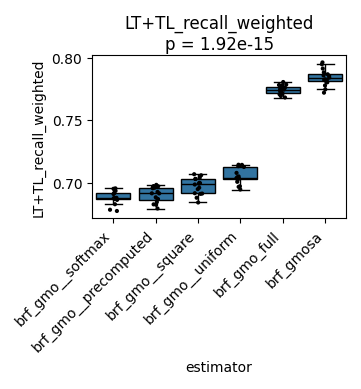 LT+TL_recall_weighted
p = 1.92e-15
LT+TL_recall_weighted
0.80
0.75
0.70
brf_gmo__softmax
brf_gmo__precomputed
brf_gmo__square
brf_gmo__uniform
brf_gmo_full
brf_gmosa
estimator